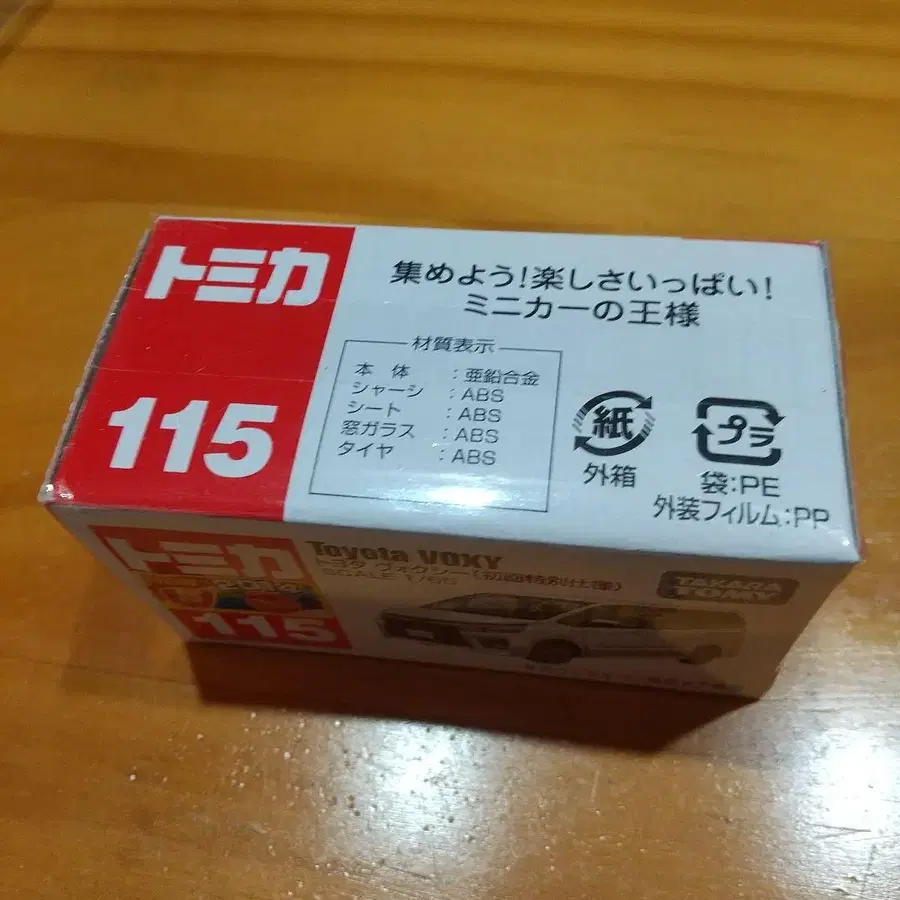 トミカ
115
集めよう!楽しさいっぱい!
ミニカーの王様
材質表示
本体 :亜鉛合金
シャーシ :ABS
シート :ABS
窓ガラス :ABS
タイヤ :ABS
紙
外箱
プラ
袋:PE
外装フィルム:PP
トミカ
115
Toyota VOXY
トヨタ ヴォクシー(初回特別仕様)
SCALE 1/65
TAKARA
TOMY